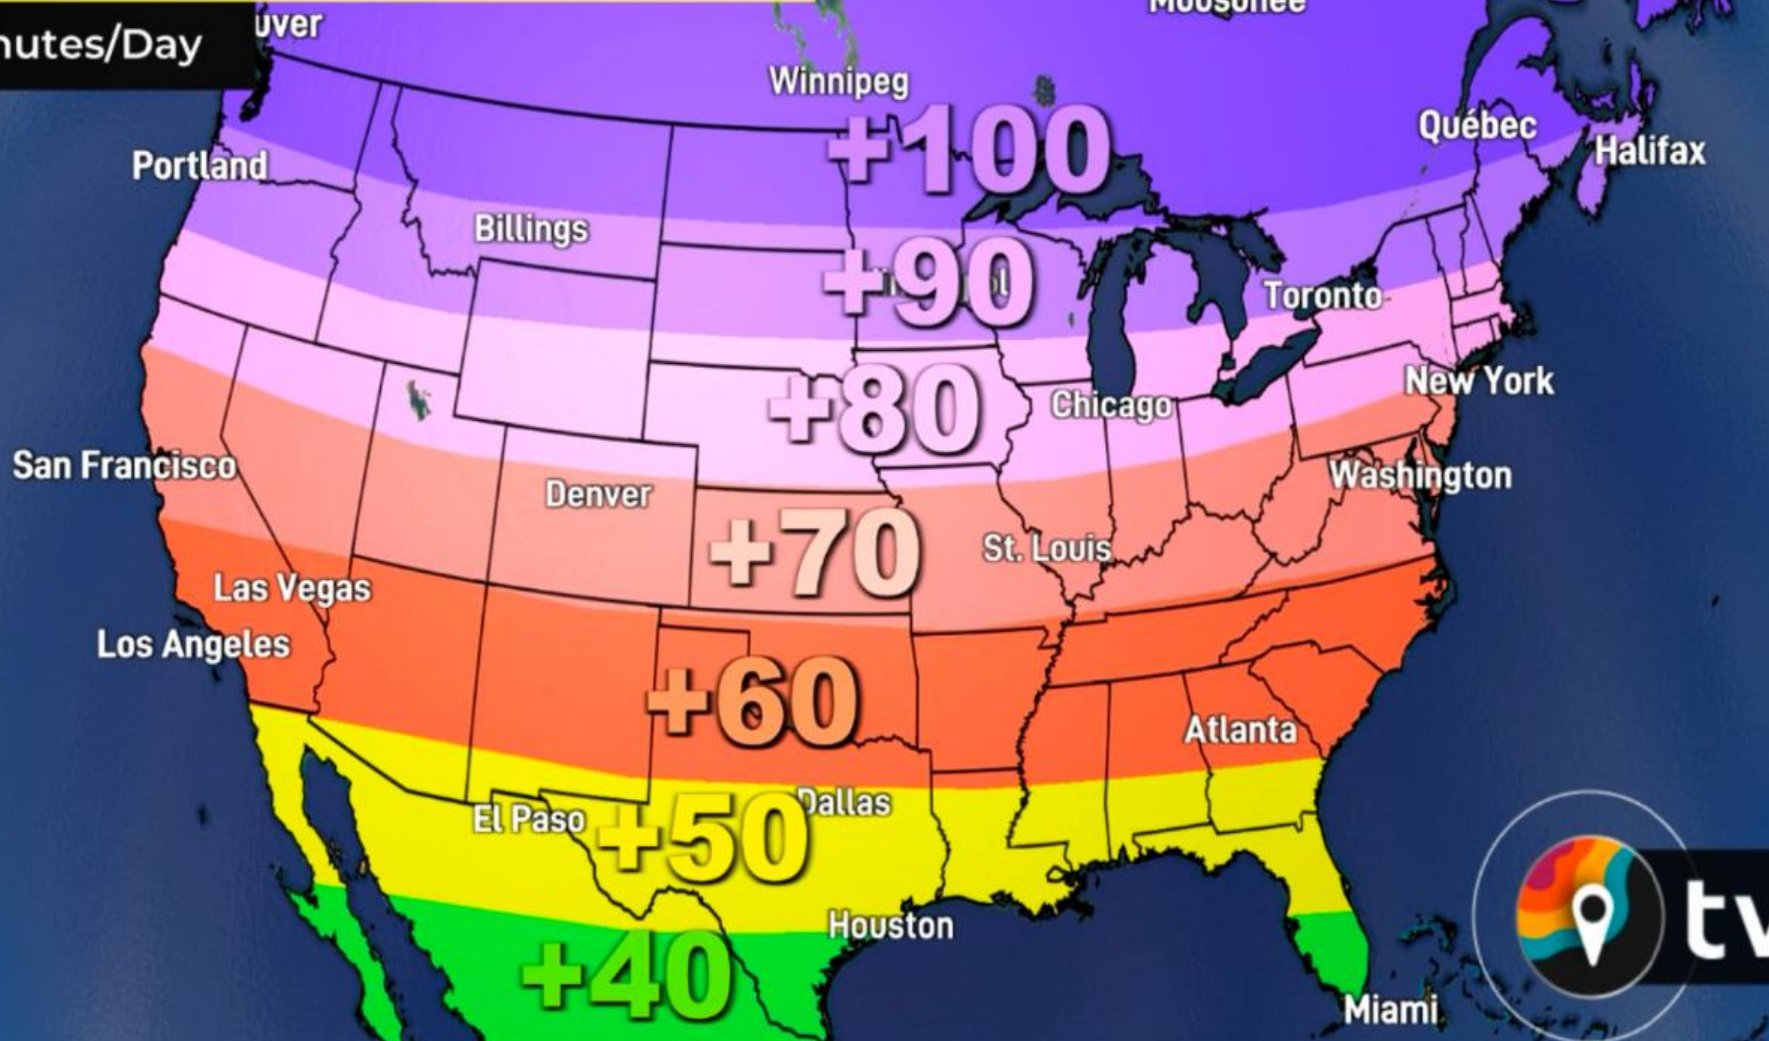 Moosonee
uver
nutes/Day
Winnipeg
+100
Québec
Halifax
Portland
Billings
+90
Toronto
+80
New York
Chicago
San Francisco
Washington
Denver
+70
St. Louis
Las Vegas
Los Angeles
+60
Atlanta
Dallas
El Paso
+50
Houston
+40
tv
Miami